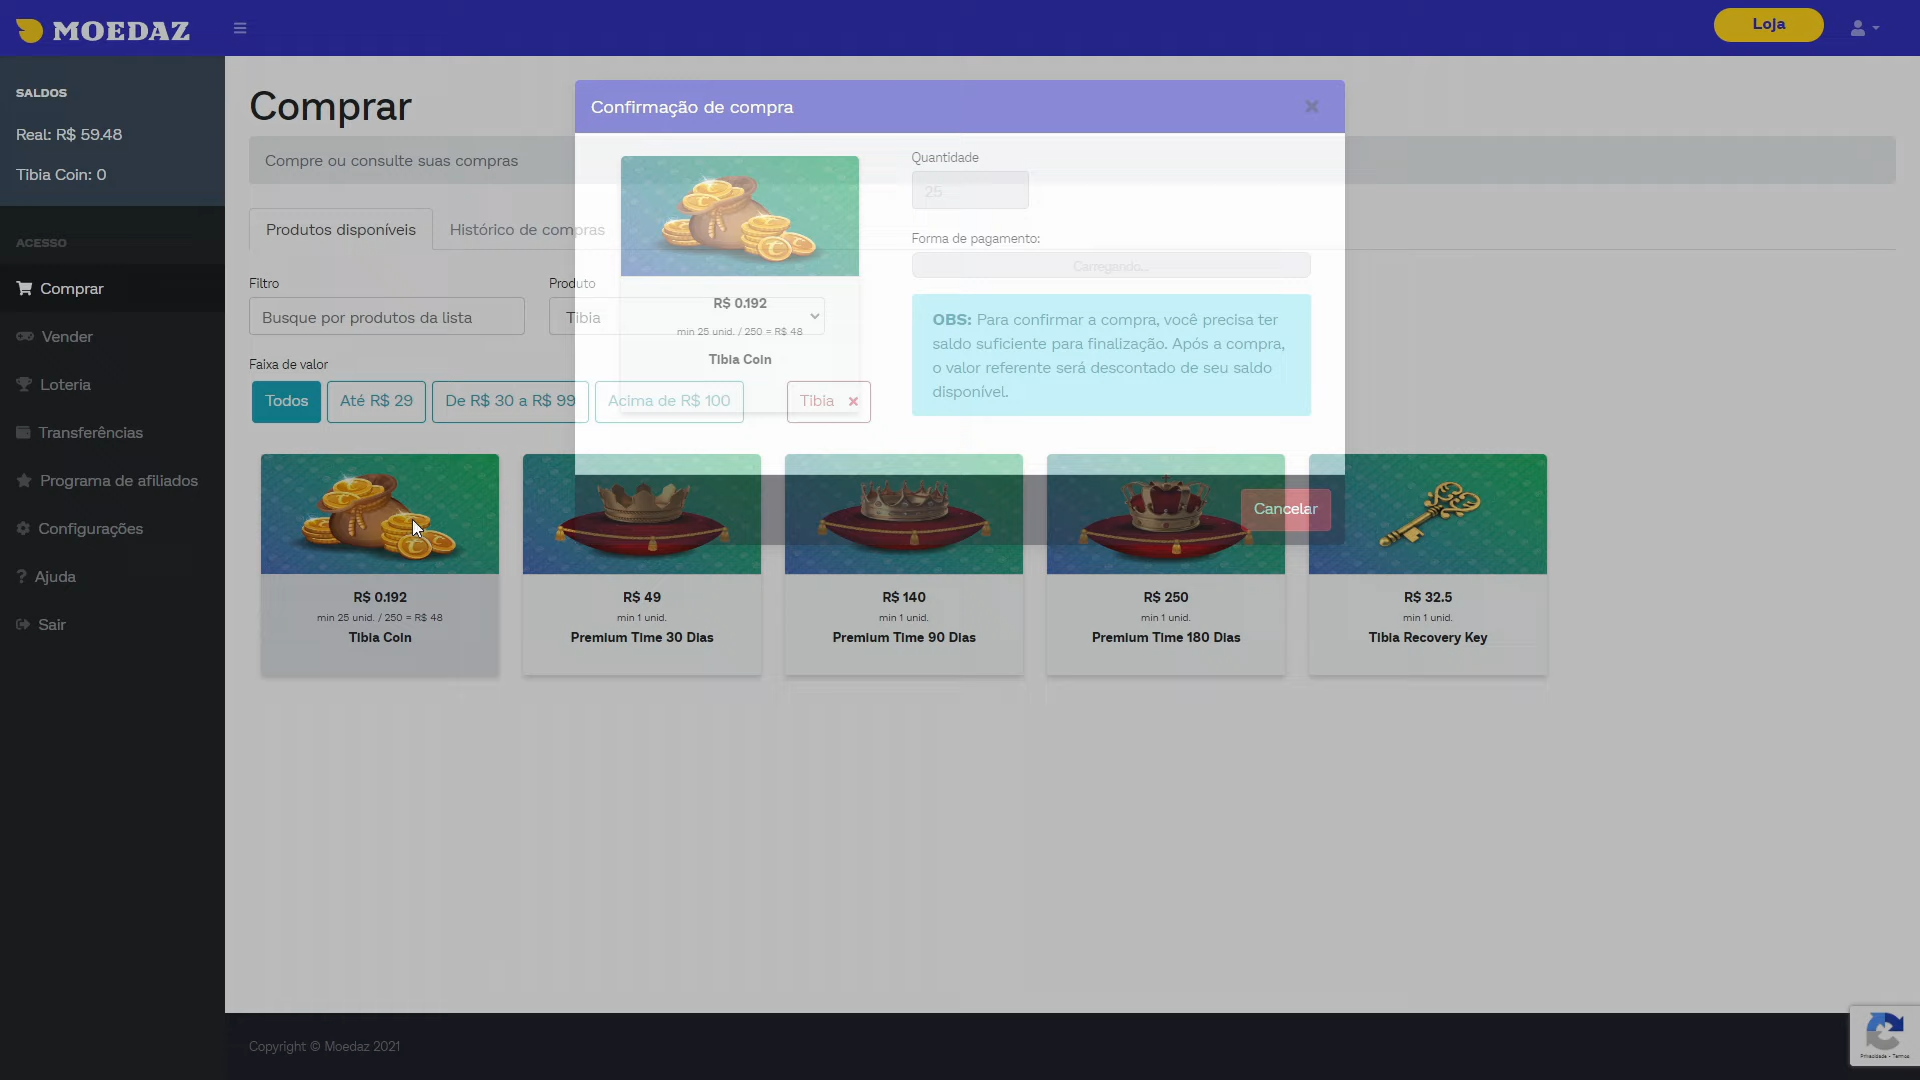 MOEDAZ
Loja
SALDOS
Real: R$ 59.48
Tibia Coin: 0
ACESSO
Comprar
Vender
Loteria
Transferências
Programa de afiliados
Configurações
Ajuda
Sair
Comprar
Compre ou consulte suas compras
Produtos disponíveis
Histórico de compras
Filtro
Busque por produtos da lista
Produto
Tibia
Faixa de valor
Todos
Até R$ 29
De R$ 30 a R$ 99
Acima de R$ 100
Tibia ×
Confirmação de compra
×
R$ 0.192
min 25 unid. / 250 = R$ 48
Tibia Coin
Quantidade
25
Forma de pagamento:
Carregando...
OBS: Para confirmar a compra, você precisa ter
saldo suficiente para finalização. Após a compra,
o valor referente será descontado de seu saldo
disponível.
Cancelar
R$ 0.192
min 25 unid. / 250 = R$ 48
Tibia Coin
R$ 49
min 1 unid.
Premium Time 30 Dias
R$ 140
min 1 unid.
Premium Time 90 Dias
R$ 250
min 1 unid.
Premium Time 180 Dias
R$ 32.5
min 1 unid.
Tibia Recovery Key
Copyright © Moedaz 2021
Privacidade - Termos